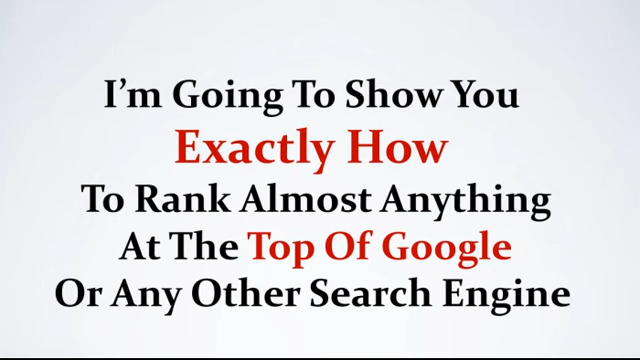 I’m Going To Show You
Exactly How
To Rank Almost Anything
At The Top Of Google
Or Any Other Search Engine